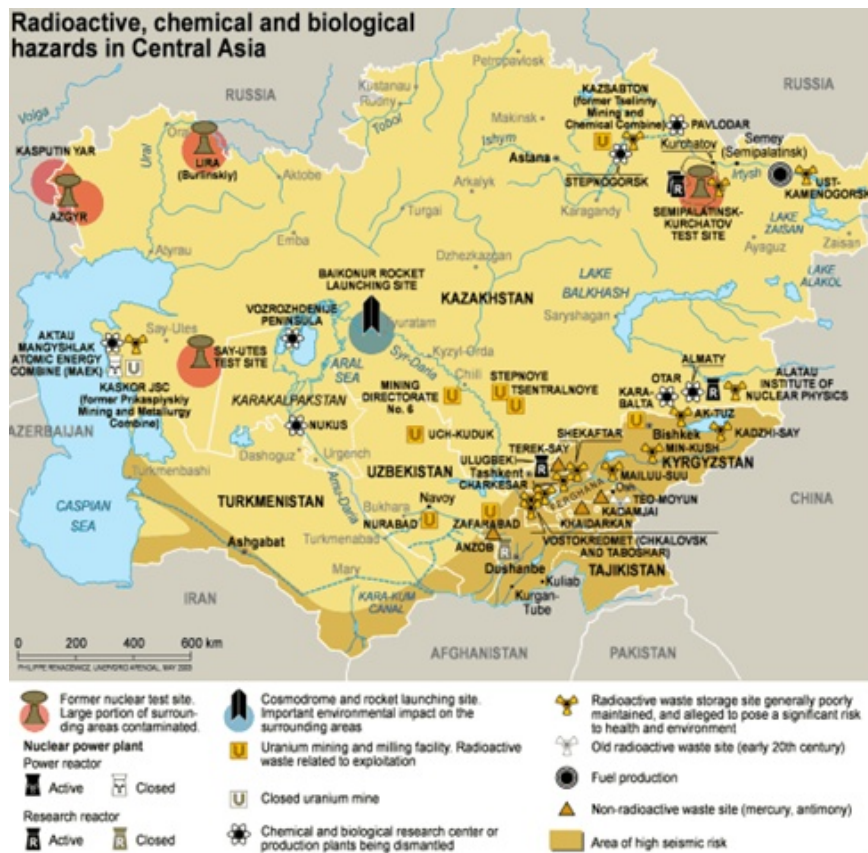 Radioactive, chemical and biological
hazards in Central Asia
RUSSIA
RUSSIA
Petropavlosk
Kustanau
Rudny
Volga
Tobol
Ural
KAZSABTON
(former Tselinny
Mining and
Chemical Combine)
Makinsk
Ishym
PAVLODAR
Kurchatov
Semey
(Semipalatinsk)
Irtysh
KASPUTIN YAR
LIRA
(Burlinskiy)
Aktobe
Astana
STEPNOGORSK
UST-
KAMENOGORSK
AZGYR
Arkalyk
Turgai
Karagandy
SEMIPALATINSK-
KURCHATOV
TEST SITE
LAKE
ZAISAN
Atyrau
Emba
Ayaguz
Zaisan
Dzhezkazgan
BAIKONUR ROCKET
LAUNCHING SITE
KAZAKHSTAN
LAKE
BALKHASH
LAKE
ALAKOL
VOZROZHDENIJE
PENINSULA
Saryshagan
AKTAU
MANGYSHLAK
ATOMIC ENERGY
COMBINE (MAEK)
Say-Utes
SAY-UTES
TEST SITE
ARAL
SEA
Syr-Daria
Kyzyl-Orda
Chili
ALMATY
KASKOR JSC
(former Prikaspiyskiy
Mining and Metallurgy
Combine)
STEPNOYE
TSENTRALNOYE
OTAR
ALATAU
INSTITUTE OF
NUCLEAR PHYSICS
MINING
DIRECTORATE
No. 6
KARA-
BALTA
KARAKALPAKSTAN
AK-TUZ
AZERBAIJAN
NUKUS
UCH-KUDUK
SHEKAFTAR
Bishkek
KADZHI-SAY
TEREK-SAY
MIN-KUSH
Dashoguz
Urgench
ULUGBEKI
Tashkent
KYRGYZSTAN
Turkmenbashi
UZBEKISTAN
CHARKESAR
MAILUU-SUU
CHINA
Amu-Daria
FERGHANA
Osh
TEO-MOYUN
CASPIAN
SEA
TURKMENISTAN
Bukhara
Navoy
KADAMJAI
NURABAD
ZAFARABAD
KHAIDARKAN
Turkmenabad
VOSTOKREDMET (CHKALOVSK
AND TABOSHAR)
Ashgabat
ANZOB
Dushanbe
TAJIKISTAN
Mary
Kuliab
IRAN
KARA-KUM
CANAL
Kurgan-
Tube
0 200 400 600 km
AFGHANISTAN
PAKISTAN
Former nuclear test site.
Large portion of surroun-
ding areas contaminated.
Nuclear power plant
Power reactor
Active
Closed
Research reactor
R Active
R Closed
Cosmodrome and rocket launching site.
Important environmental impact on the
surrounding areas
U Uranium mining and milling facility. Radioactive
waste related to exploitation
U Closed uranium mine
Chemical and biological research center or
production plants being dismantled
Radioactive waste storage site generally poorly
maintained, and alleged to pose a significant risk
to health and environment
Old radioactive waste site (early 20th century)
Fuel production
Non-radioactive waste site (mercury, antimony)
Area of high seismic risk